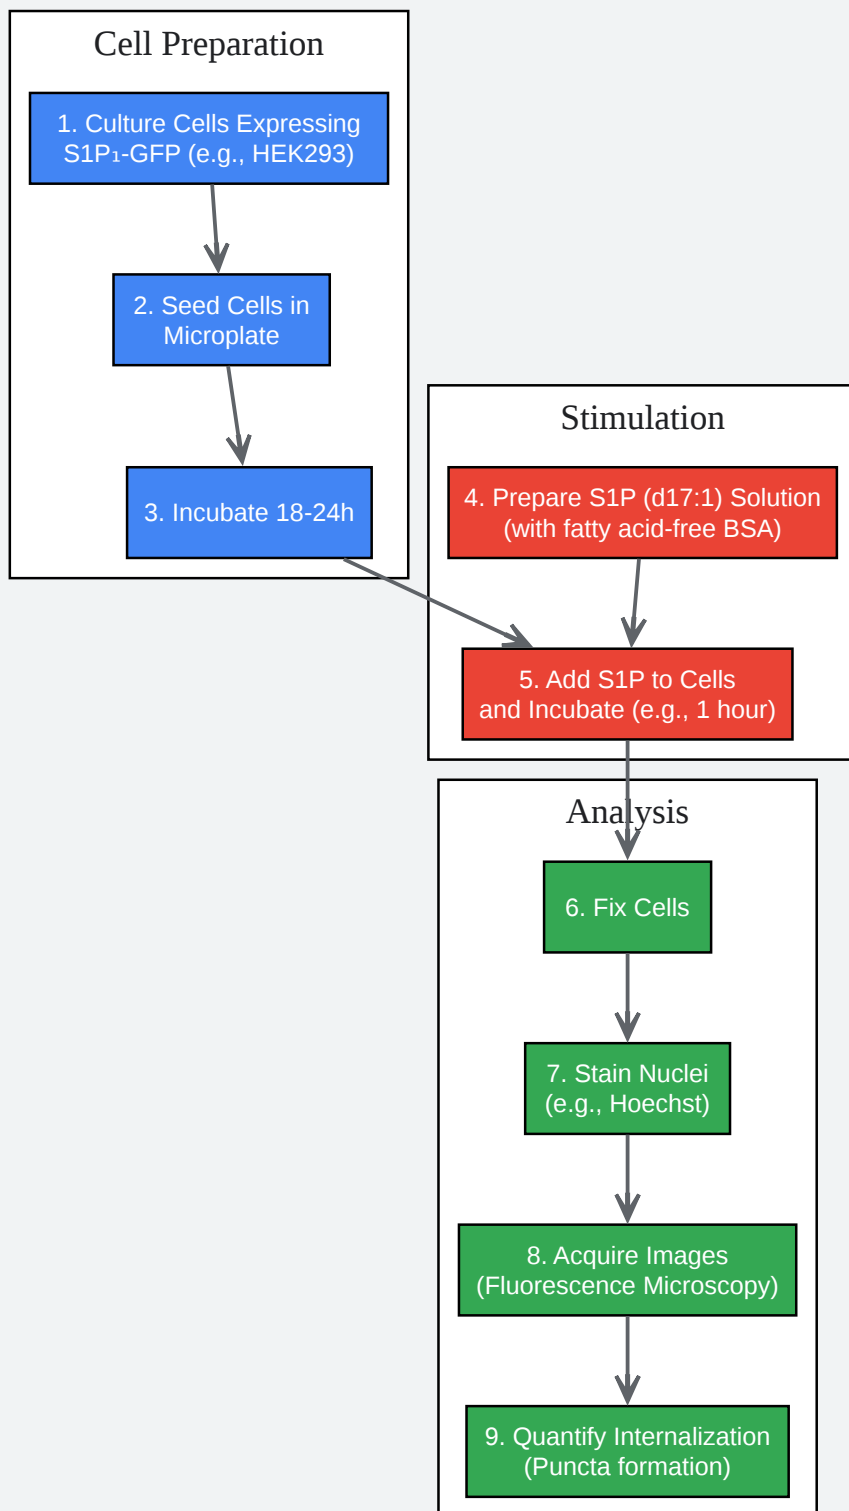 Cell Preparation
1. Culture Cells Expressing
S1P₁-GFP (e.g., HEK293)
2. Seed Cells in
Microplate
3. Incubate 18-24h
Stimulation
4. Prepare S1P (d17:1) Solution
(with fatty acid-free BSA)
5. Add S1P to Cells
and Incubate (e.g., 1 hour)
Analysis
6. Fix Cells
7. Stain Nuclei
(e.g., Hoechst)
8. Acquire Images
(Fluorescence Microscopy)
9. Quantify Internalization
(Puncta formation)